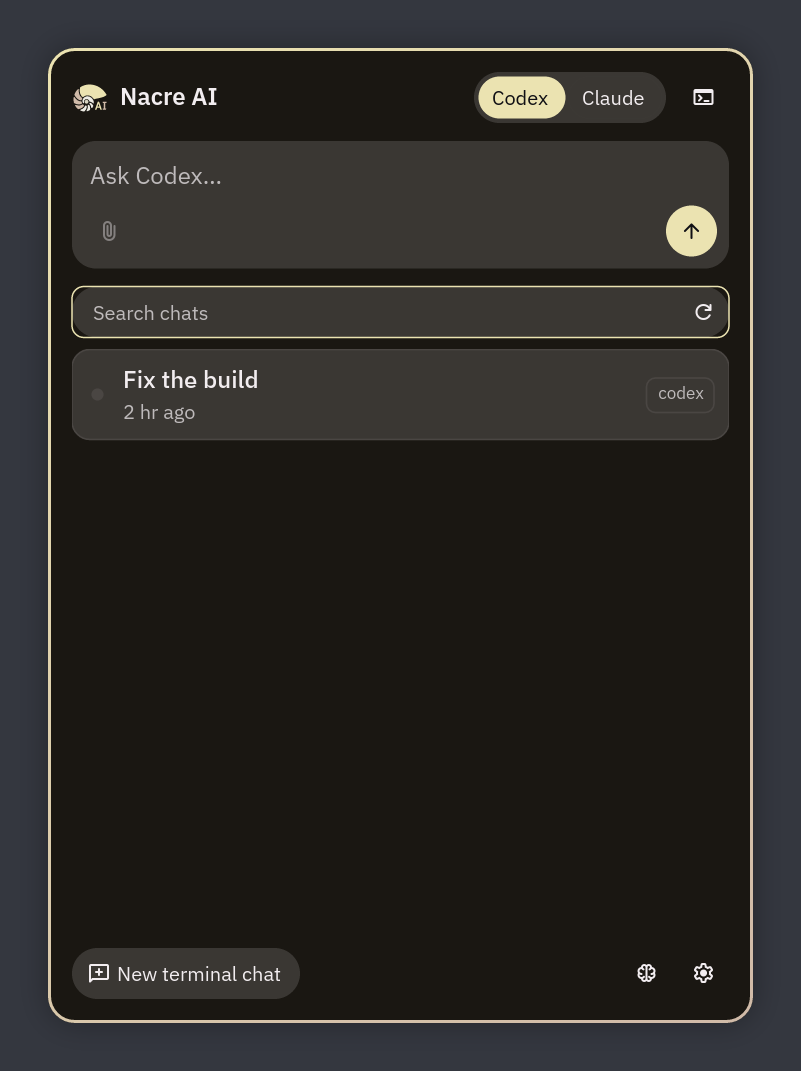 AI
Nacre AI
Codex
Claude
Ask Codex...
Search chats
Fix the build
2 hr ago
codex
New terminal chat